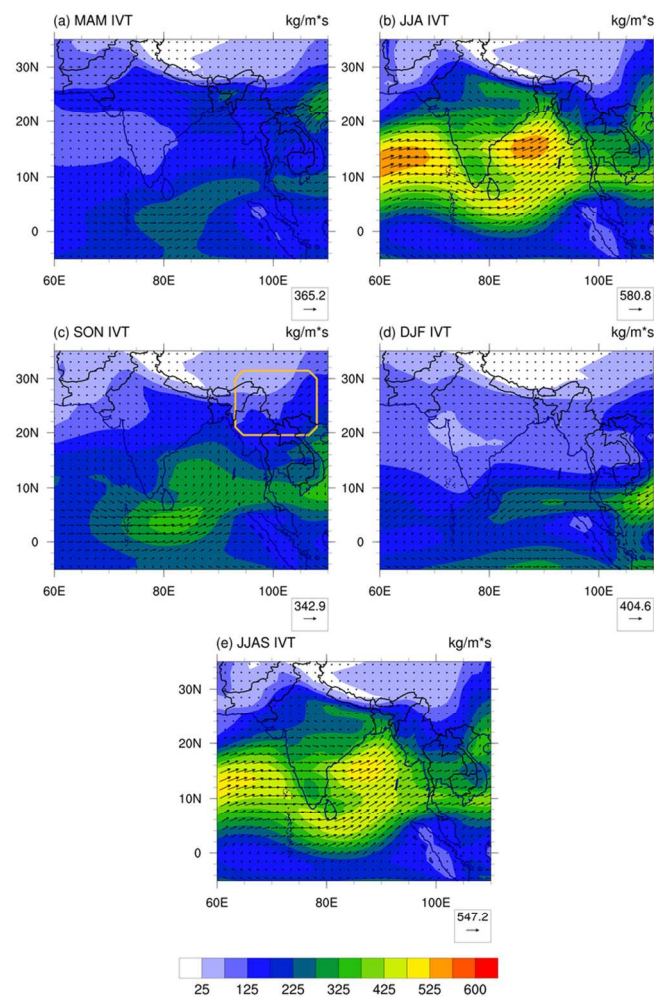 (a) MAM IVT kg/m*s
30N
20N
10N
0
60E 80E 100E
365.2
(b) JJA IVT kg/m*s
30N
20N
10N
0
60E 80E 100E
580.8
(c) SON IVT kg/m*s
30N
20N
10N
0
60E 80E 100E
342.9
(d) DJF IVT kg/m*s
30N
20N
10N
0
60E 80E 100E
404.6
(e) JJAS IVT kg/m*s
30N
20N
10N
0
60E 80E 100E
547.2
25 125 225 325 425 525 600